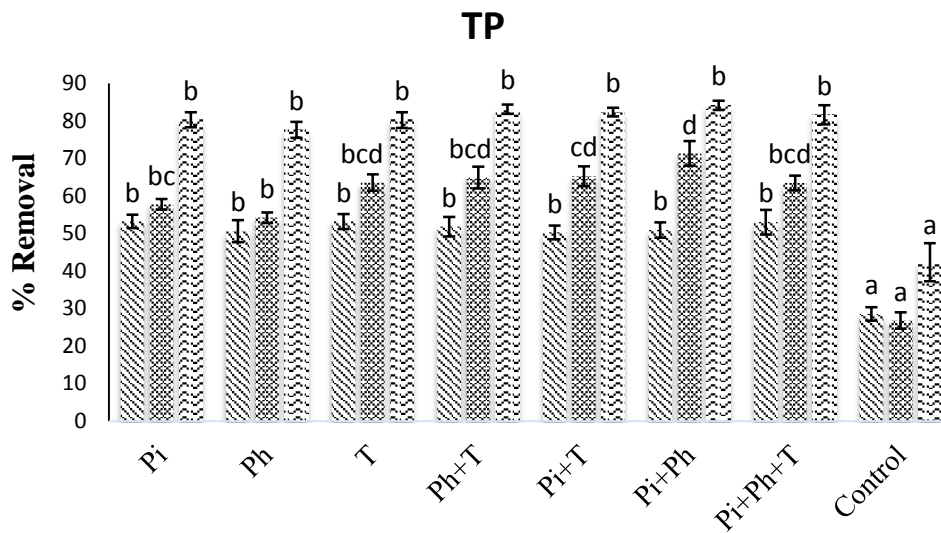 TP
% Removal
90
80
70
60
50
40
30
20
10
0
b bc b
b b b
b bcd b
b bcd b
b cd b
b d b
b bcd b
a a a
Pi
Ph
T
Ph+T
Pi+T
Pi+Ph
Pi+Ph+T
Control